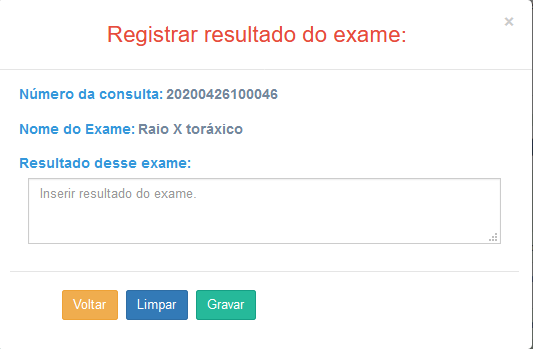 ×
Registrar resultado do exame:
Número da consulta: 20200426100046
Nome do Exame: Raio X toráxico
Resultado desse exame:
Inserir resultado do exame.
Voltar Limpar Gravar